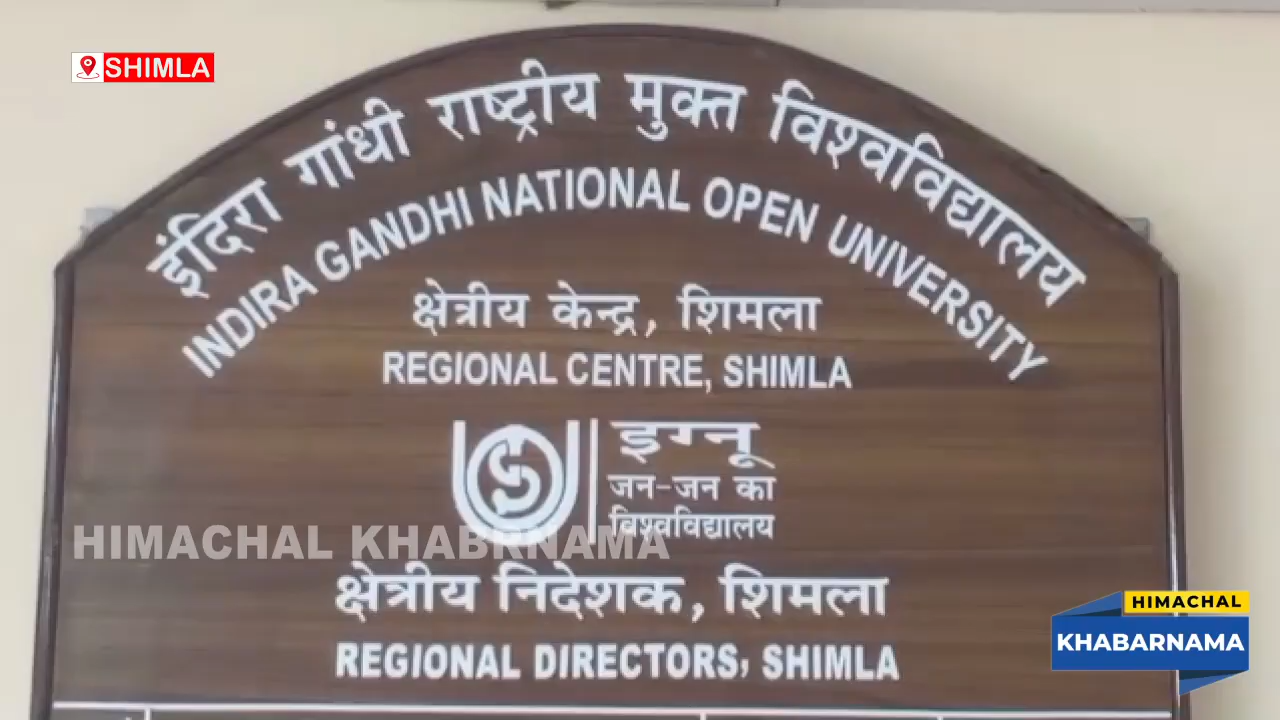 SHIMLA
इंदिरा गांधी राष्ट्रीय मुक्त विश्वविद्यालय
INDIRA GANDHI NATIONAL OPEN UNIVERSITY
क्षेत्रीय केन्द्र, शिमला
REGIONAL CENTRE, SHIMLA
इग्नू
जन-जन का
विश्वविद्यालय
HIMACHAL KHABRNAMA
क्षेत्रीय निदेशक, शिमला
REGIONAL DIRECTORS, SHIMLA
HIMACHAL
KHABARNAMA